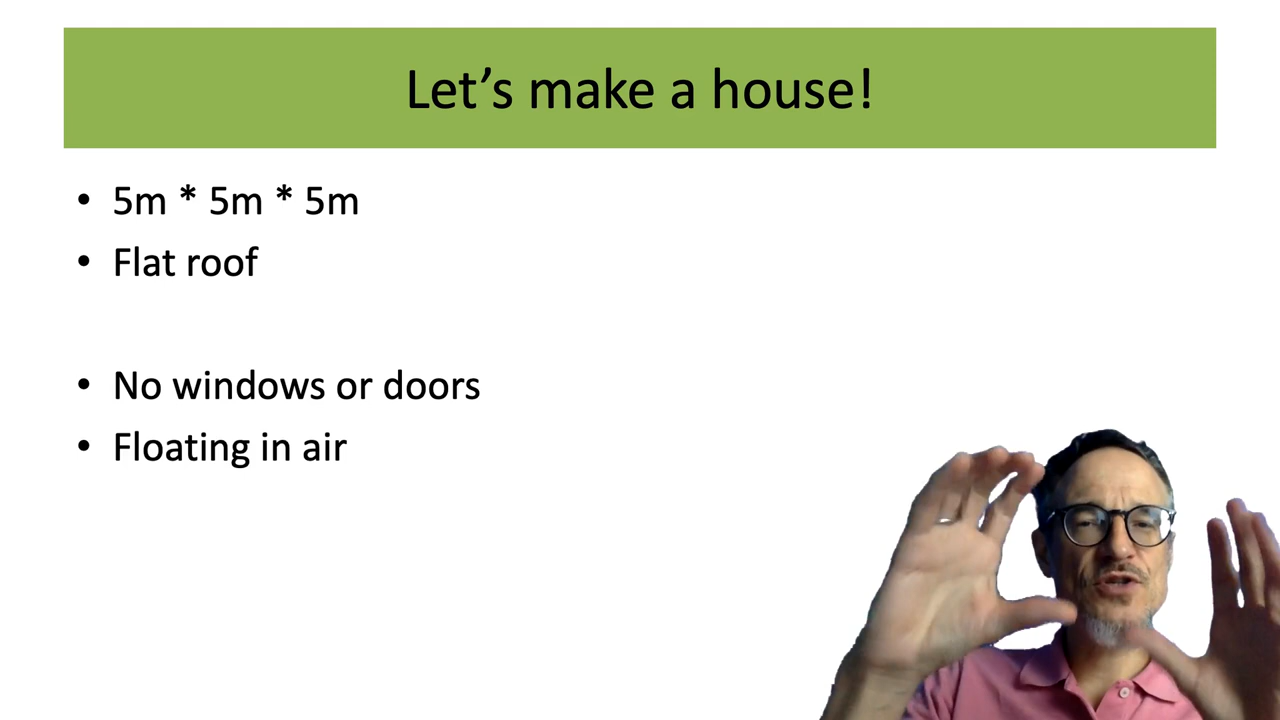 Let’s make a house!
• 5m * 5m * 5m
• Flat roof
• No windows or doors
• Floating in air